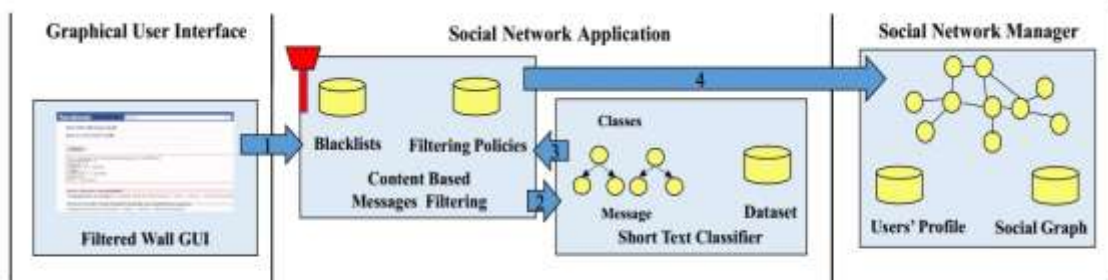 Graphical User Interface
Social Network Application
Social Network Manager
4
Classes
1
Blacklists
Filtering Policies
3
Content Based
Messages Filtering
2
Message
Dataset
Short Text Classifier
Filtered Wall GUI
Users' Profile
Social Graph